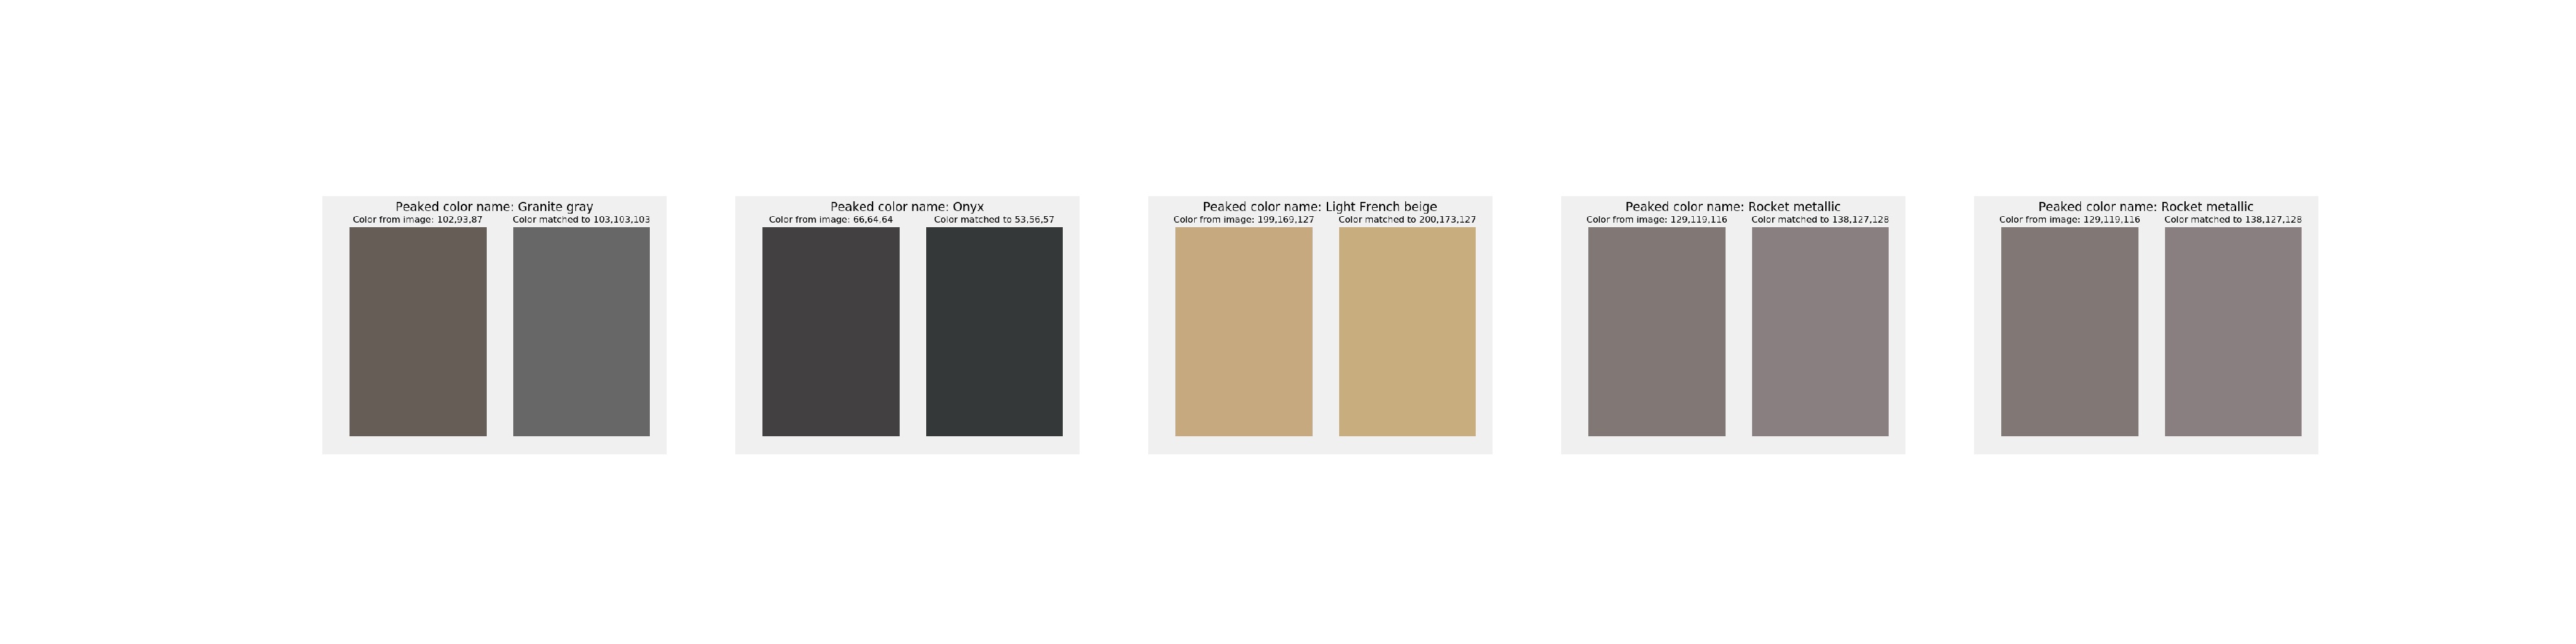 Peaked color name: Granite gray
Color from image: 102,93,87
Color matched to 103,103,103
Peaked color name: Onyx
Color from image: 66,64,64
Color matched to 53,56,57
Peaked color name: Light French beige
Color from image: 199,169,127
Color matched to 200,173,127
Peaked color name: Rocket metallic
Color from image: 129,119,116
Color matched to 138,127,128
Peaked color name: Rocket metallic
Color from image: 129,119,116
Color matched to 138,127,128